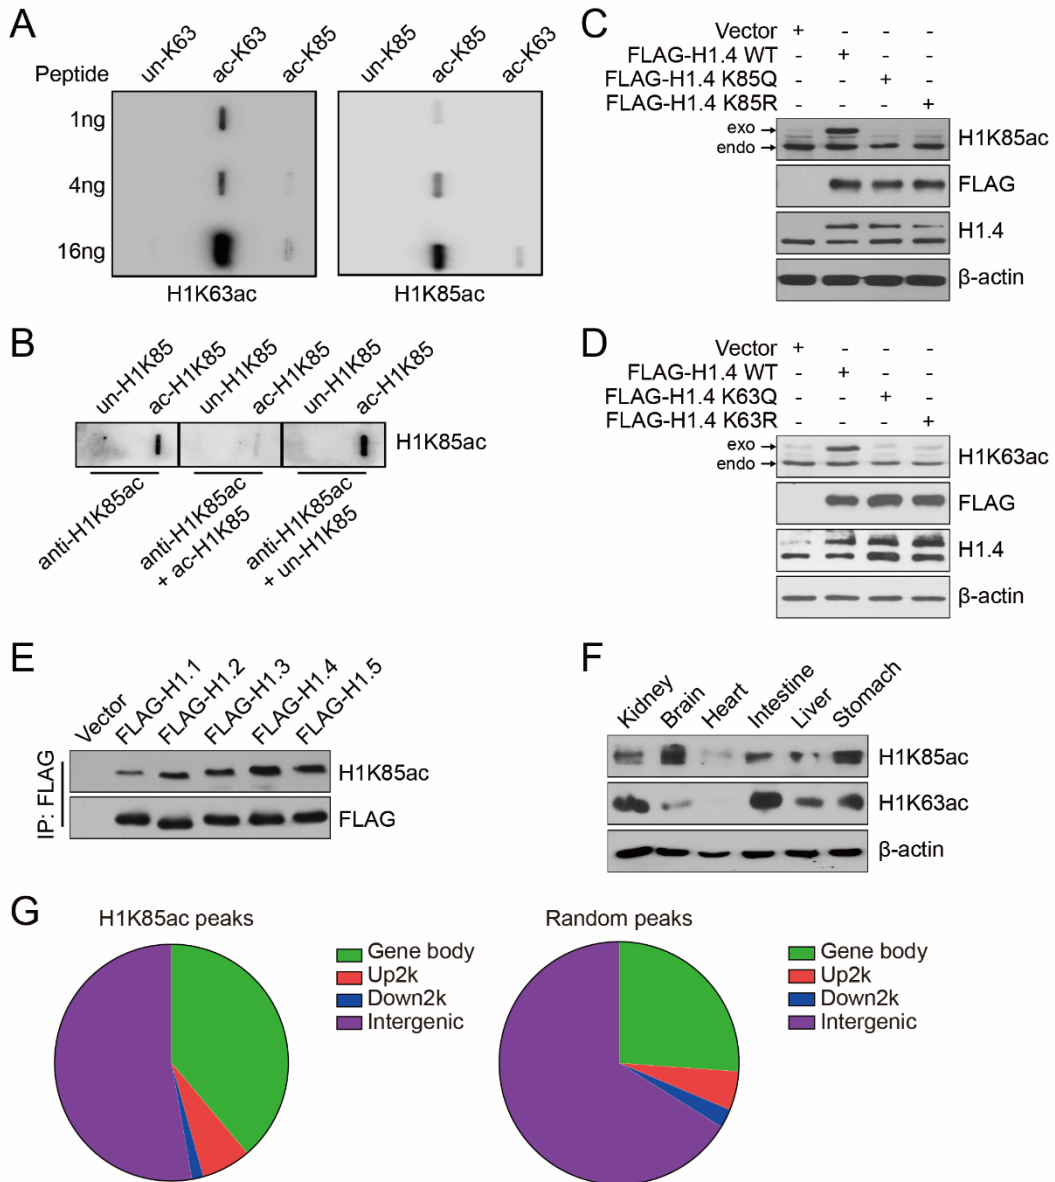 A
un-K63 ac-K63 ac-K85 un-K85 ac-K85 ac-K63
Peptide
1ng
4ng
16ng
H1K63ac H1K85ac
B
un-H1K85 ac-H1K85 un-H1K85 ac-H1K85 un-H1K85 ac-H1K85
H1K85ac
anti-H1K85ac
anti-H1K85ac
+ ac-H1K85
anti-H1K85ac
+ un-H1K85
C
Vector + - - -
FLAG-H1.4 WT - + - -
FLAG-H1.4 K85Q - - + -
FLAG-H1.4 K85R - - - +
exo
endo
H1K85ac
FLAG
H1.4
β-actin
D
Vector + - - -
FLAG-H1.4 WT - + - -
FLAG-H1.4 K63Q - - + -
FLAG-H1.4 K63R - - - +
exo
endo
H1K63ac
FLAG
H1.4
β-actin
E
Vector FLAG-H1.1 FLAG-H1.2 FLAG-H1.3 FLAG-H1.4 FLAG-H1.5
IP: FLAG
H1K85ac
FLAG
F
Kidney Brain Heart Intestine Liver Stomach
H1K85ac
H1K63ac
β-actin
G
H1K85ac peaks
Gene body
Up2k
Down2k
Intergenic
Random peaks
Gene body
Up2k
Down2k
Intergenic